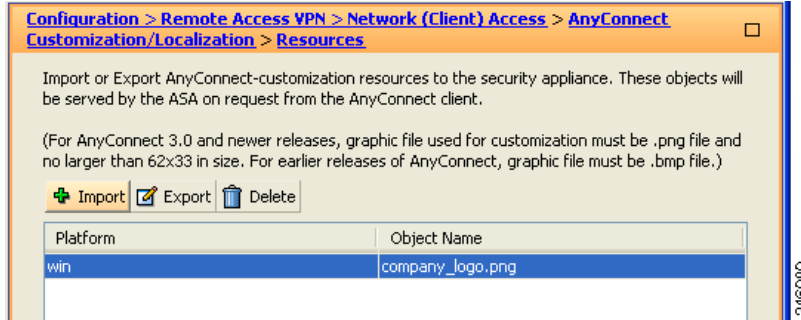 Configuration > Remote Access VPN > Network (Client) Access > AnyConnect
Customization/Localization > Resources
Import or Export AnyConnect-customization resources to the security appliance. These objects will
be served by the ASA on request from the AnyConnect client.
(For AnyConnect 3.0 and newer releases, graphic file used for customization must be .png file and
no larger than 62x33 in size. For earlier releases of AnyConnect, graphic file must be .bmp file.)
Import Export Delete
Platform Object Name
win company_logo.png